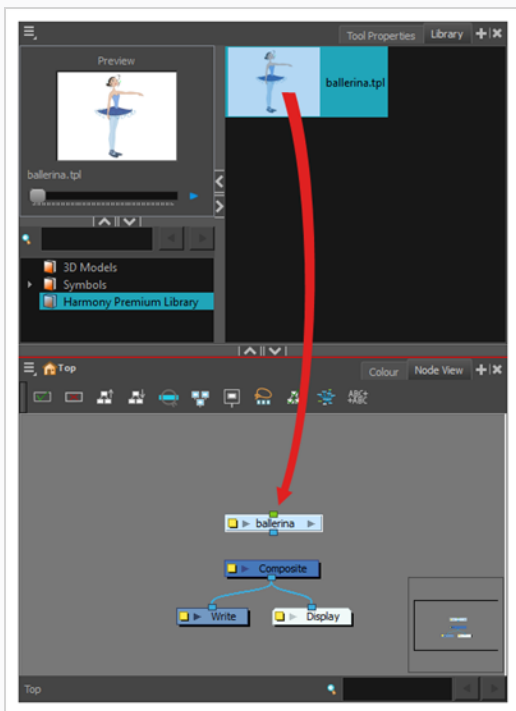 Tool Properties Library
Preview
ballerina.tpl
ballerina.tpl
3D Models
Symbols
Harmony Premium Library
Top
Colour Node View
ABC+
+ABC
ballerina
Composite
Write Display
Top